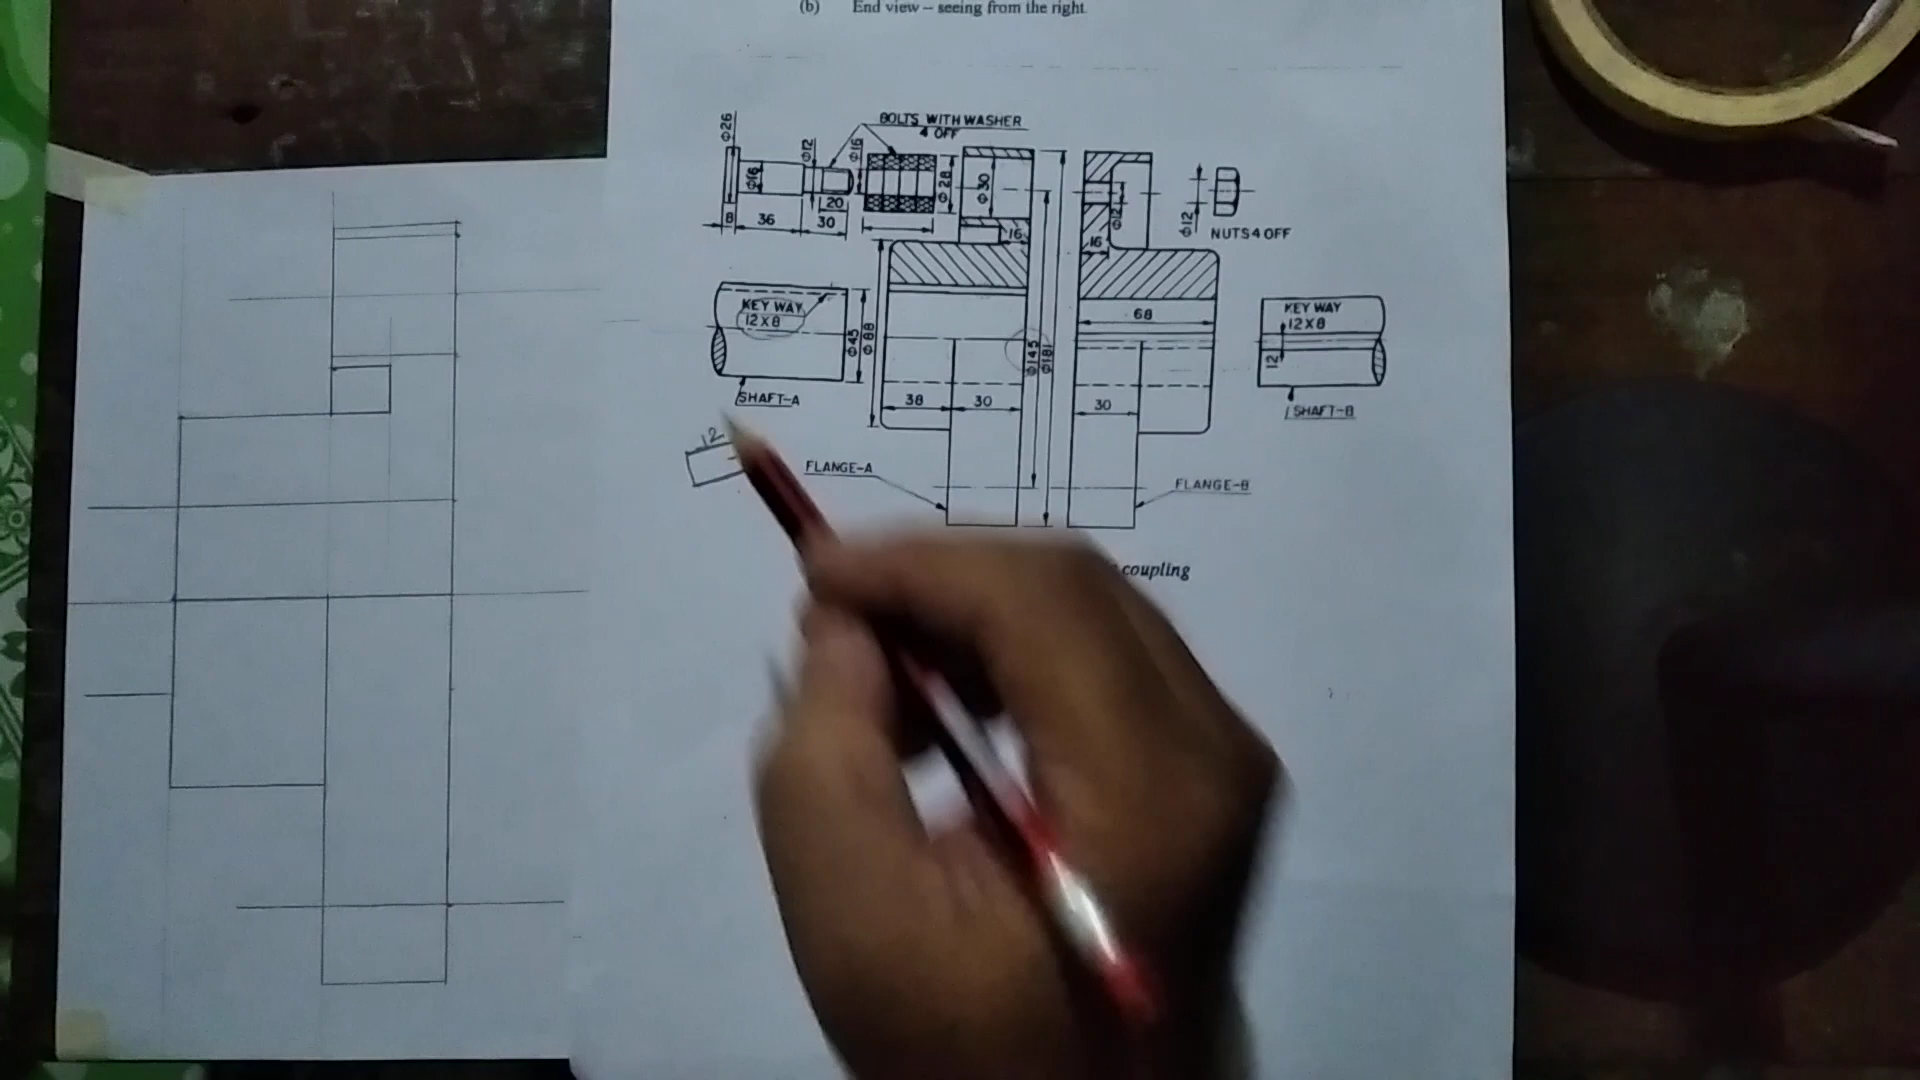 (b) End view – seeing from the right.
BOLTS WITH WASHER
4 OFF
Φ26
Φ16
Φ12
Φ16
Φ28
Φ30
20
8
36
30
16
Φ12
16
Φ12
NUTS 4 OFF
KEY WAY
12X8
Φ45
Φ88
SHAFT-A
Φ145
Φ181
68
KEY WAY
12X8
12
SHAFT-B
38
30
30
12
FLANGE-A
FLANGE-B
coupling